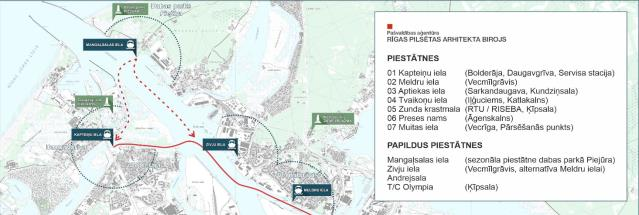 Dabas parks
Piejūra
MANGAĻSALAS IELA
KAPTEIŅU IELA
ZIVJU IELA
MELDRU IELA
Pašvaldības aģentūra
RĪGAS PILSĒTAS ARHITEKTA BIROJS
PIESTĀTNES
01 Kapteiņu iela (Bolderāja, Daugavgrīva, Servisa stacija)
02 Meldru iela (Vecmīlgrāvis)
03 Aptiekas iela (Sarkandaugava, Kundziņsala)
04 Tvaikoņu iela (Iļģuciems, Katlakalns)
05 Zunda krastmala (RTU / RISEBA, Ķīpsala)
06 Preses nams (Āgenskalns)
07 Muitas iela (Vecrīga, Pārsēšanās punkts)
PAPILDUS PIESTĀTNES
Mangaļsalas iela (sezonāla piestātne dabas parkā Piejūra)
Zivju iela (Vecmīlgrāvis, alternatīva Meldru ielai)
Andrejsala
T/C Olympia (Ķīpsala)